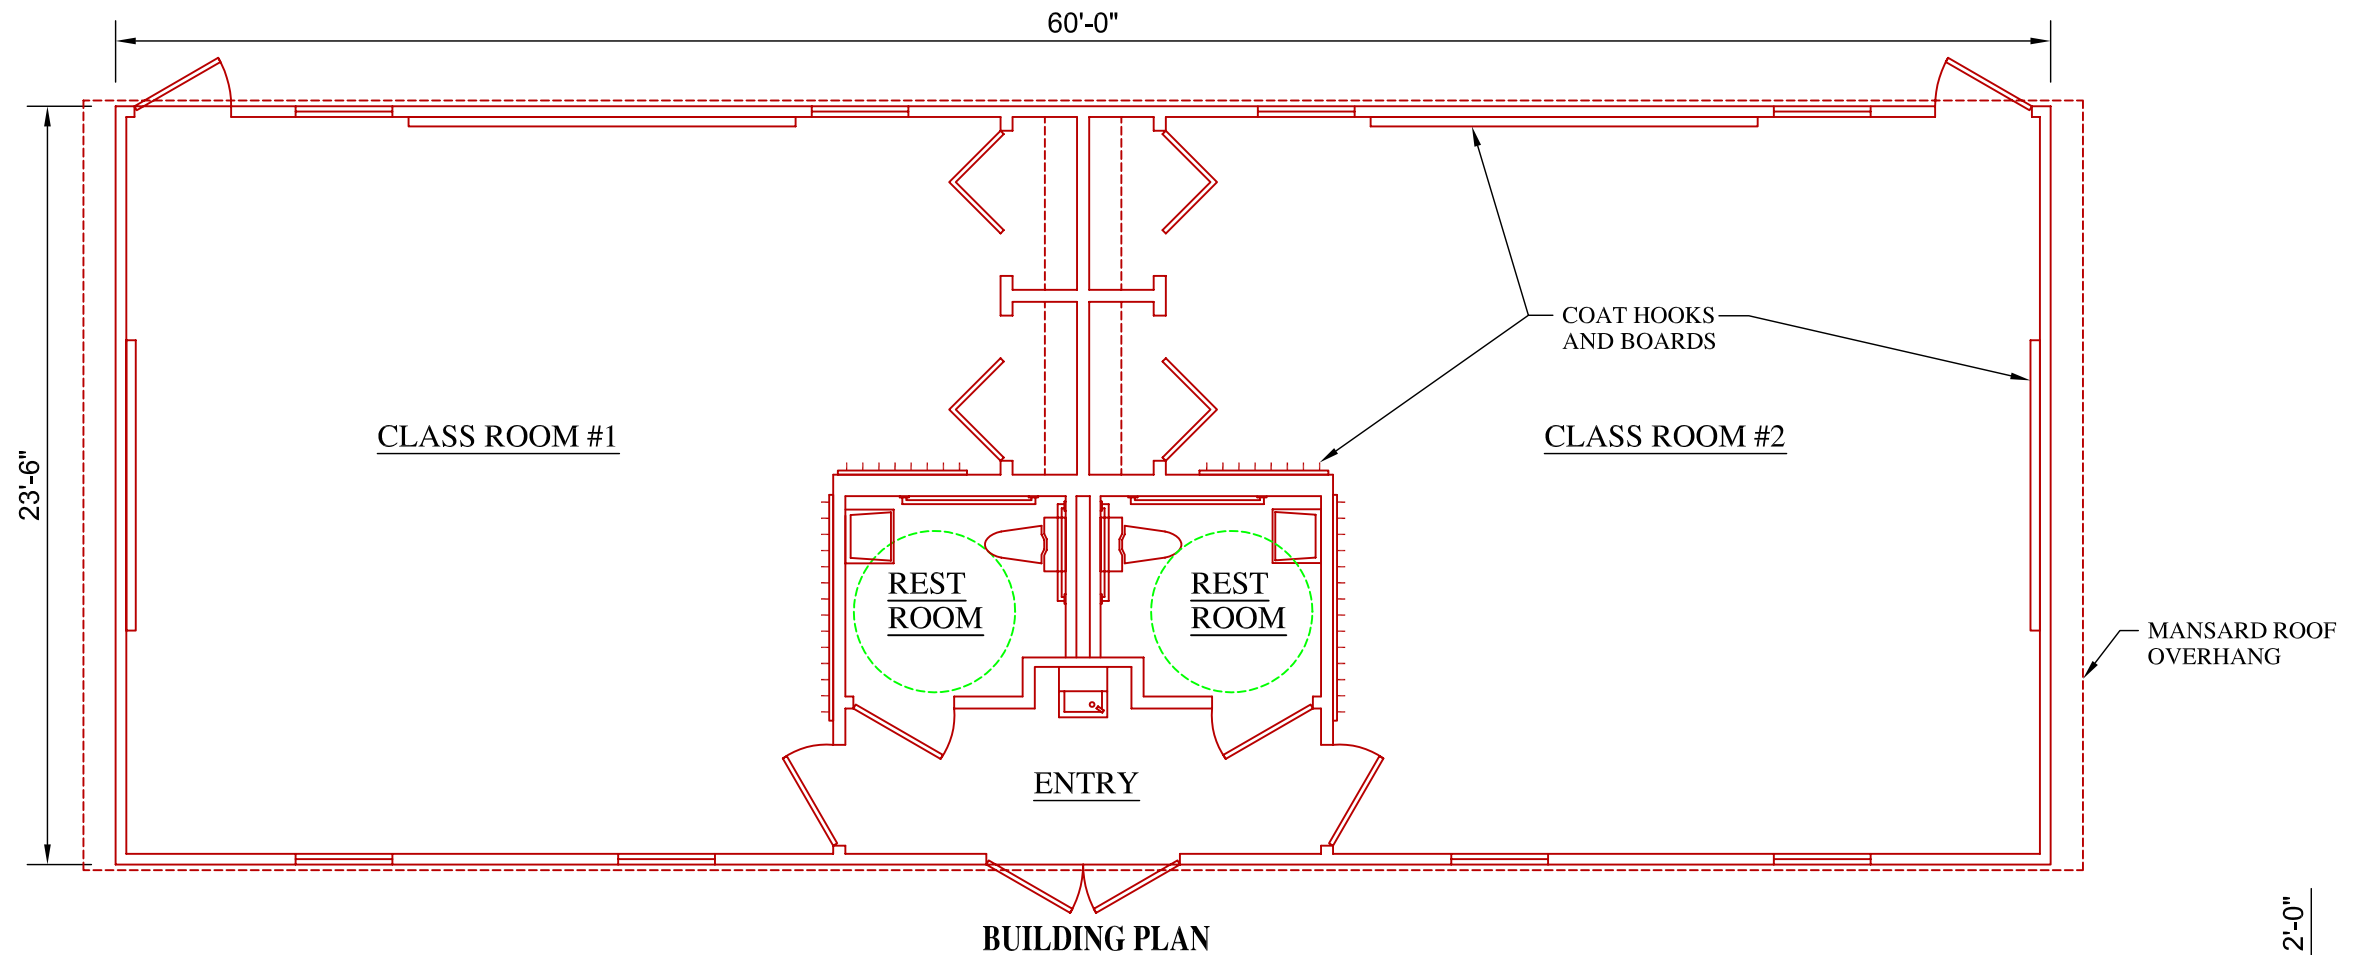 60'-0"
COAT HOOKS
AND BOARDS
CLASS ROOM #1
CLASS ROOM #2
23'-6"
REST
ROOM
REST
ROOM
MANSARD ROOF
OVERHANG
ENTRY
BUILDING PLAN
2'-0"